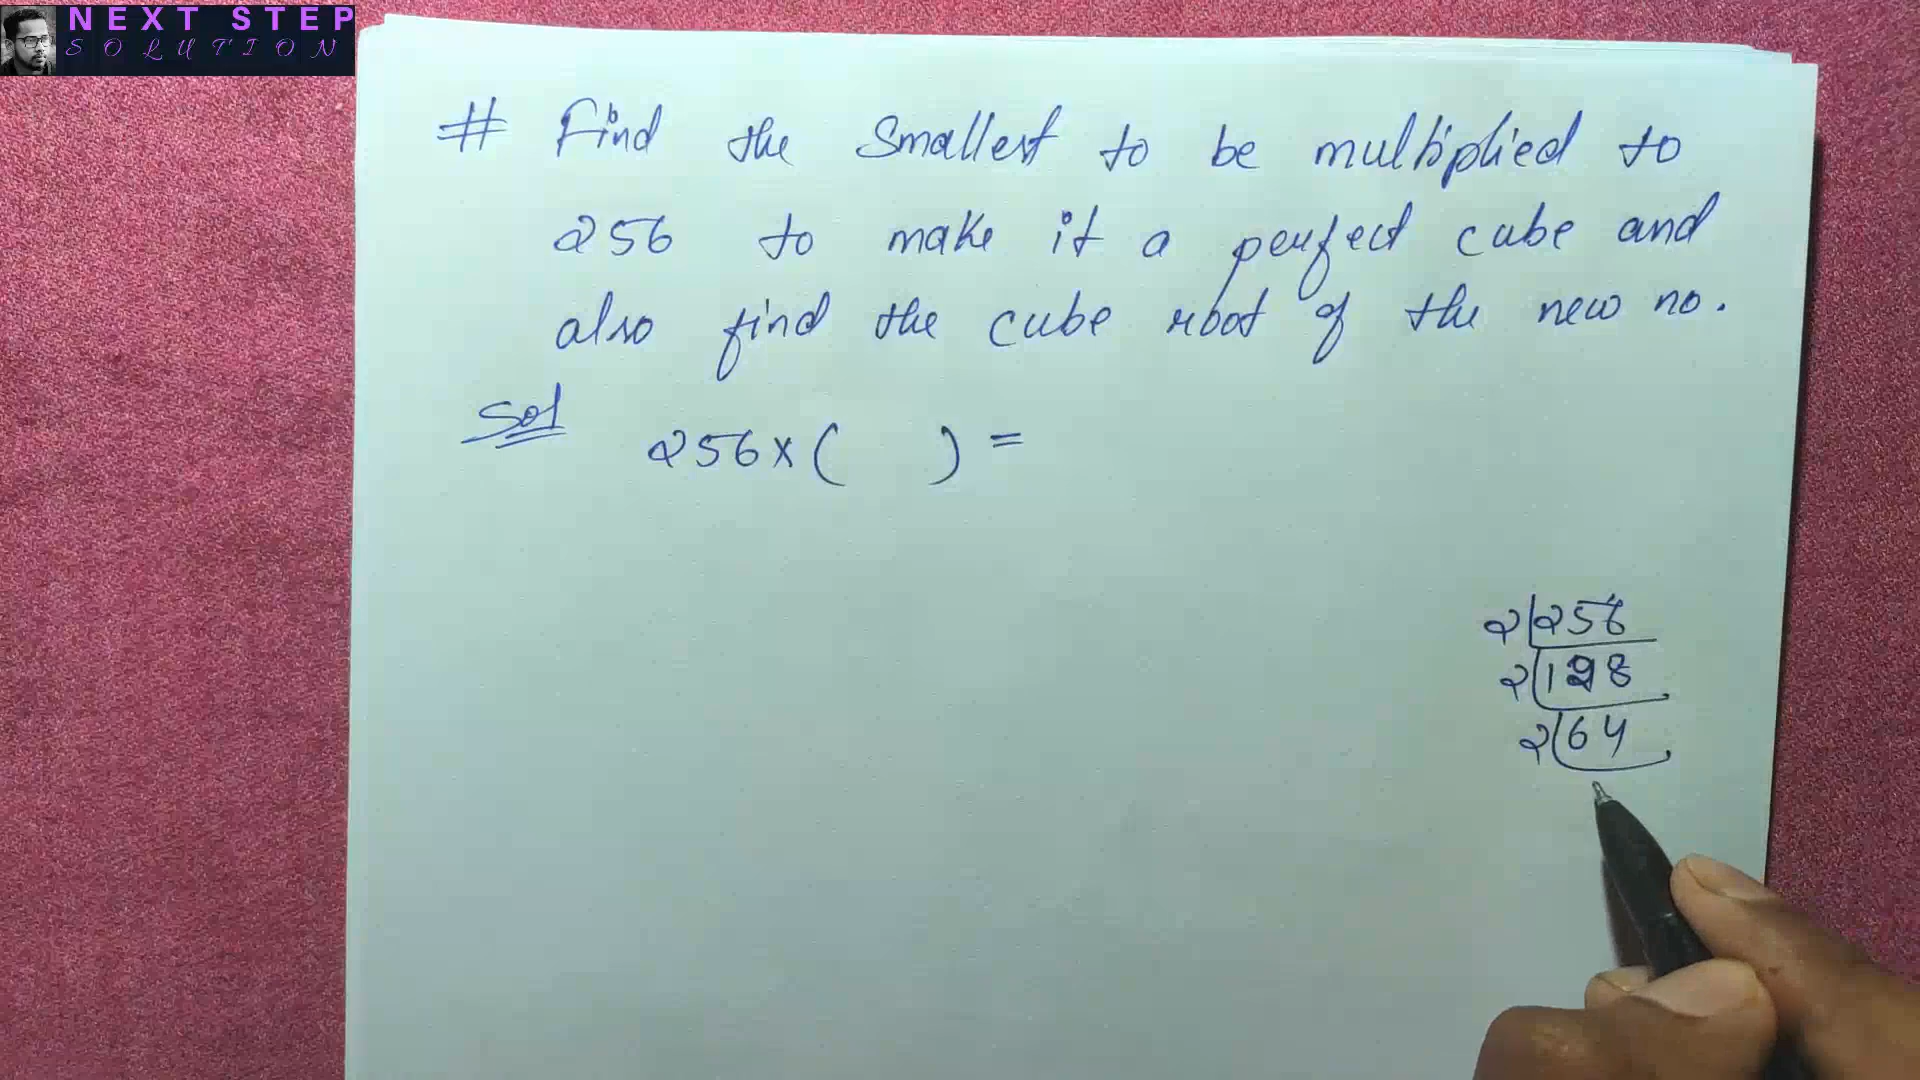 NEXT STEP
SOLUTION
# Find the Smallest to be multiplied to
256 to make it a perfect cube and
also find the cube root of the new no.
Sol 256 x ( ) =
2 | 256
2 | 128
2 | 64